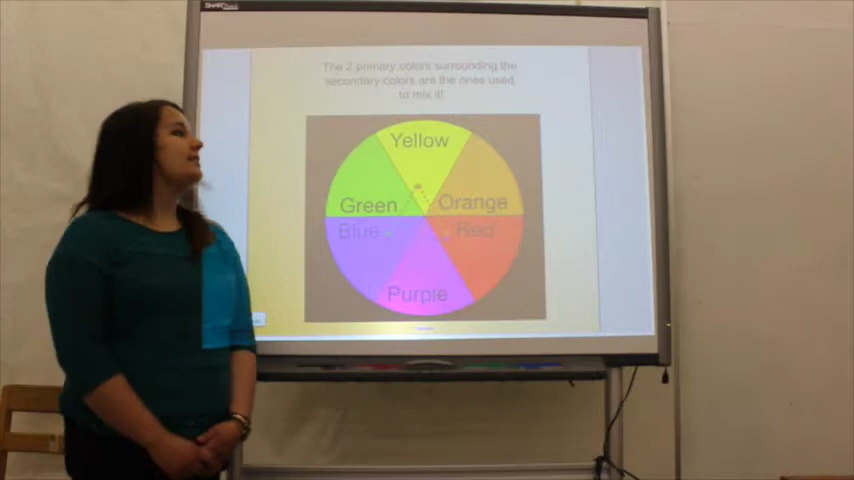 SMART
The 2 primary colors surrounding the
secondary colors are the ones used
to mix it!
Yellow
Green
Orange
Blue
Red
Purple